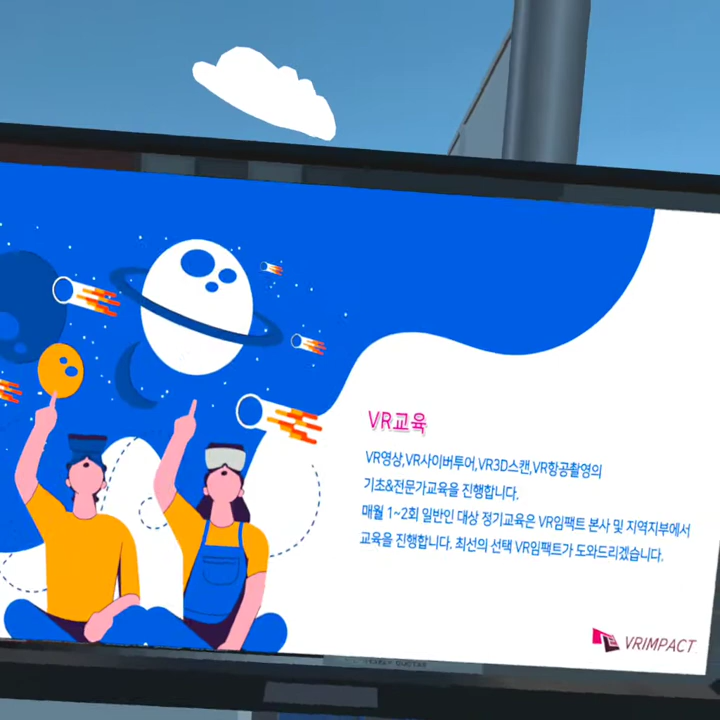 VR교육
VR영상,VR사이버투어,VR3D스캔,VR항공촬영의
기초&전문가교육을 진행합니다.
매월 1~2회 일반인 대상 정기교육은 VR임팩트 본사 및 지역지부에서
교육을 진행합니다. 최선의 선택 VR임팩트가 도와드리겠습니다.
VRIMPACT